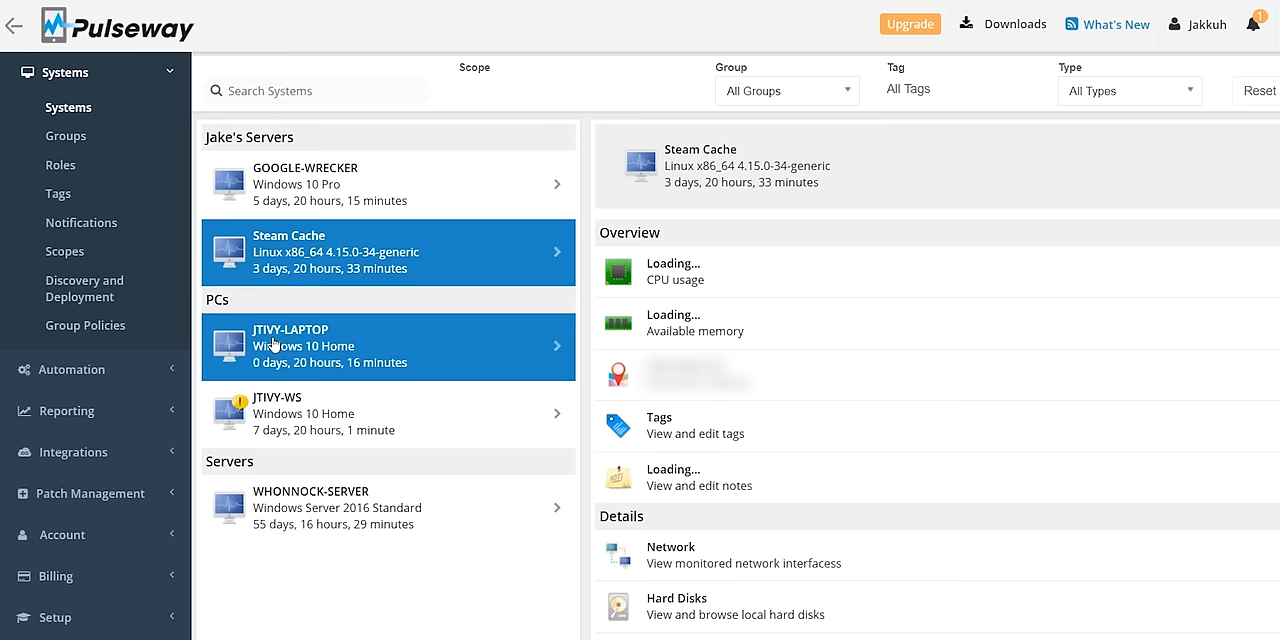 Pulseway
Upgrade
Downloads
What's New
Jakkuh
1
Systems
Systems
Groups
Roles
Tags
Notifications
Scopes
Discovery and
Deployment
Group Policies
Automation
Reporting
Integrations
Patch Management
Account
Billing
Setup
Search Systems
Scope
Group
All Groups
Tag
All Tags
Type
All Types
Reset
Jake's Servers
GOOGLE-WRECKER
Windows 10 Pro
5 days, 20 hours, 15 minutes
Steam Cache
Linux x86_64 4.15.0-34-generic
3 days, 20 hours, 33 minutes
PCs
JTIVY-LAPTOP
Windows 10 Home
0 days, 20 hours, 16 minutes
JTIVY-WS
Windows 10 Home
7 days, 20 hours, 1 minute
Servers
WHONNOCK-SERVER
Windows Server 2016 Standard
55 days, 16 hours, 29 minutes
Steam Cache
Linux x86_64 4.15.0-34-generic
3 days, 20 hours, 33 minutes
Overview
Loading...
CPU usage
Loading...
Available memory
Tags
View and edit tags
Loading...
View and edit notes
Details
Network
View monitored network interfacess
Hard Disks
View and browse local hard disks